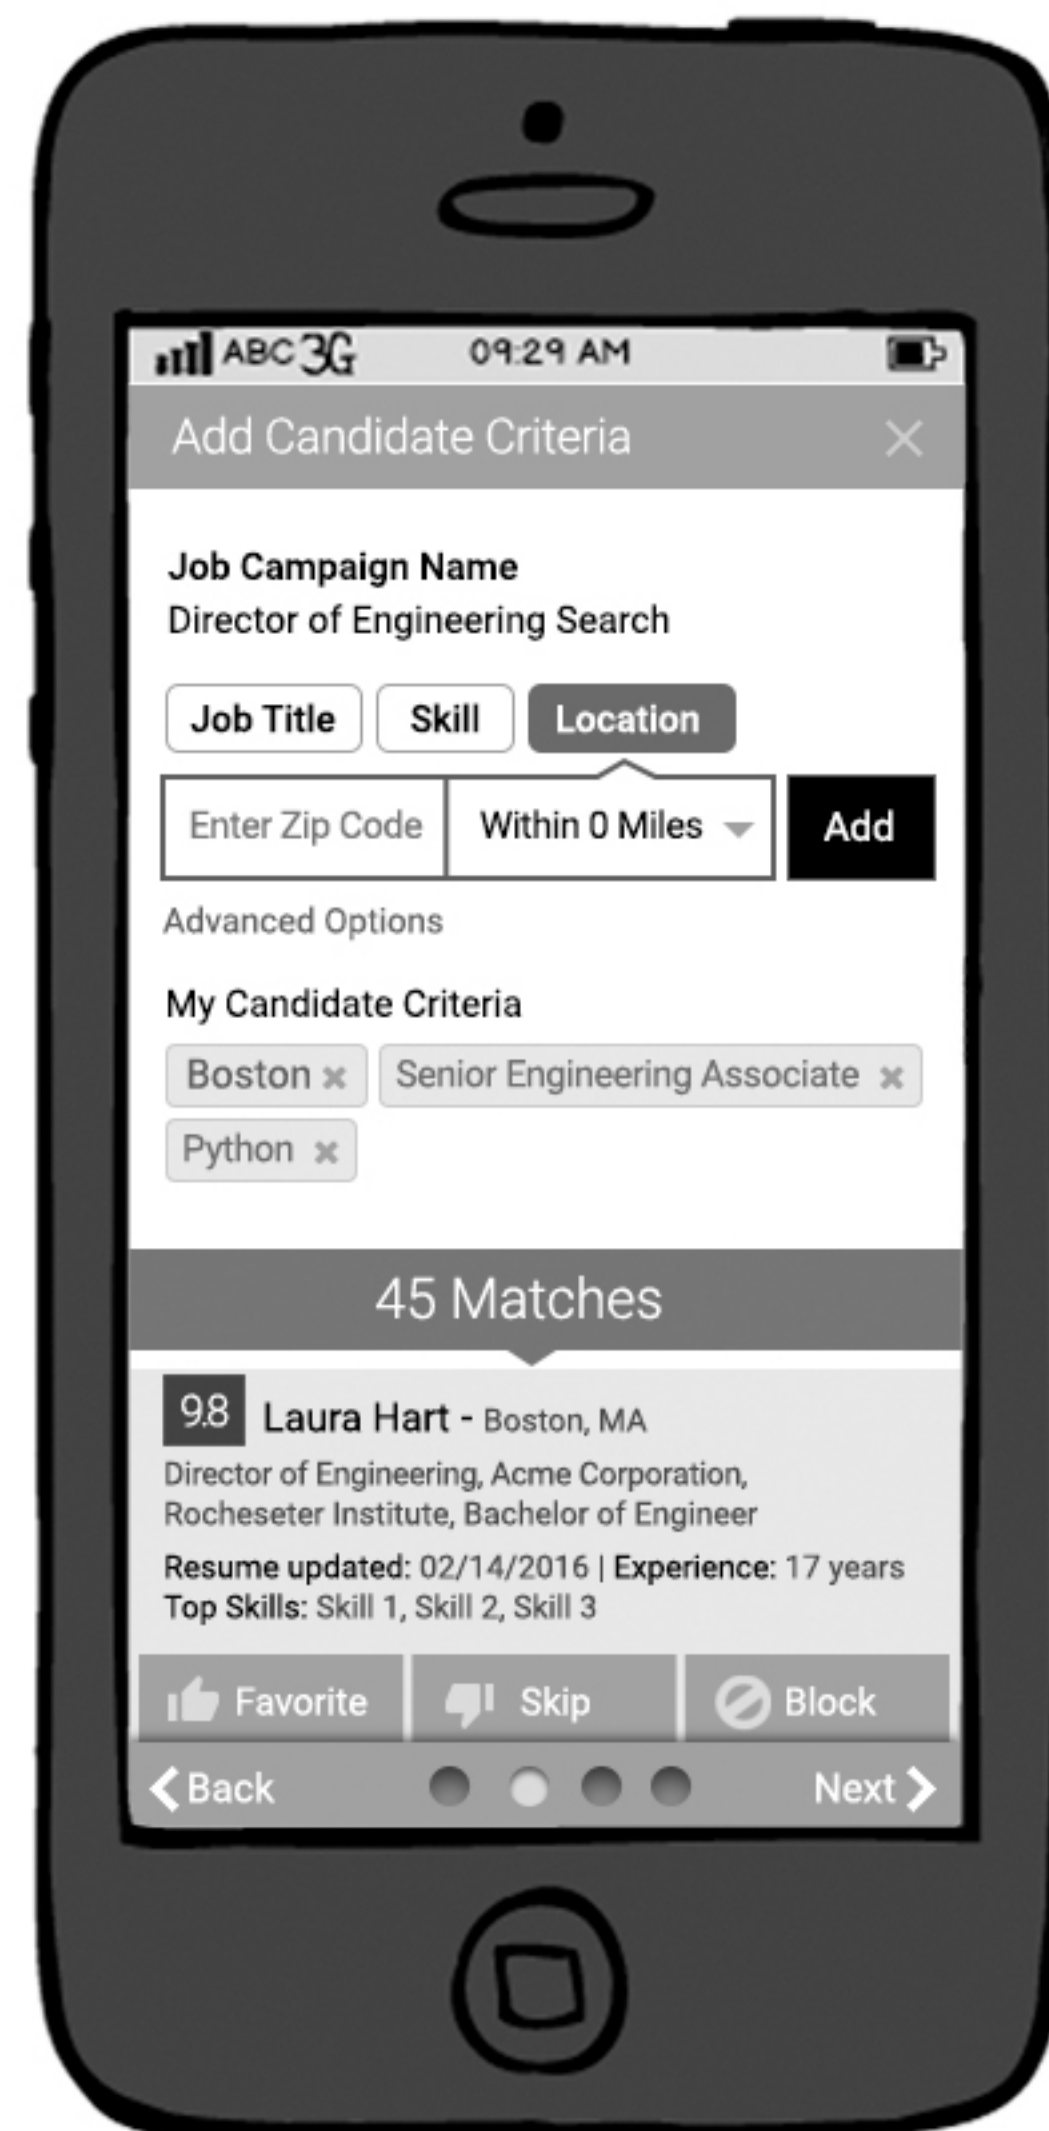 ABC 3G 09:29 AM
Add Candidate Criteria
Job Campaign Name
Director of Engineering Search
Job Title Skill Location
Enter Zip Code Within 0 Miles Add
Advanced Options
My Candidate Criteria
Boston Senior Engineering Associate
Python
45 Matches
9.8 Laura Hart - Boston, MA
Director of Engineering, Acme Corporation,
Rocheseter Institute, Bachelor of Engineer
Resume updated: 02/14/2016 | Experience: 17 years
Top Skills: Skill 1, Skill 2, Skill 3
Favorite Skip Block
Back Next